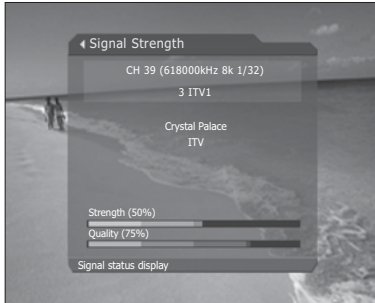 Signal Strength
CH 39 (618000kHz 8k 1/32)
3 ITV1
Crystal Palace
ITV
Strength (50%)
Quality (75%)
Signal status display